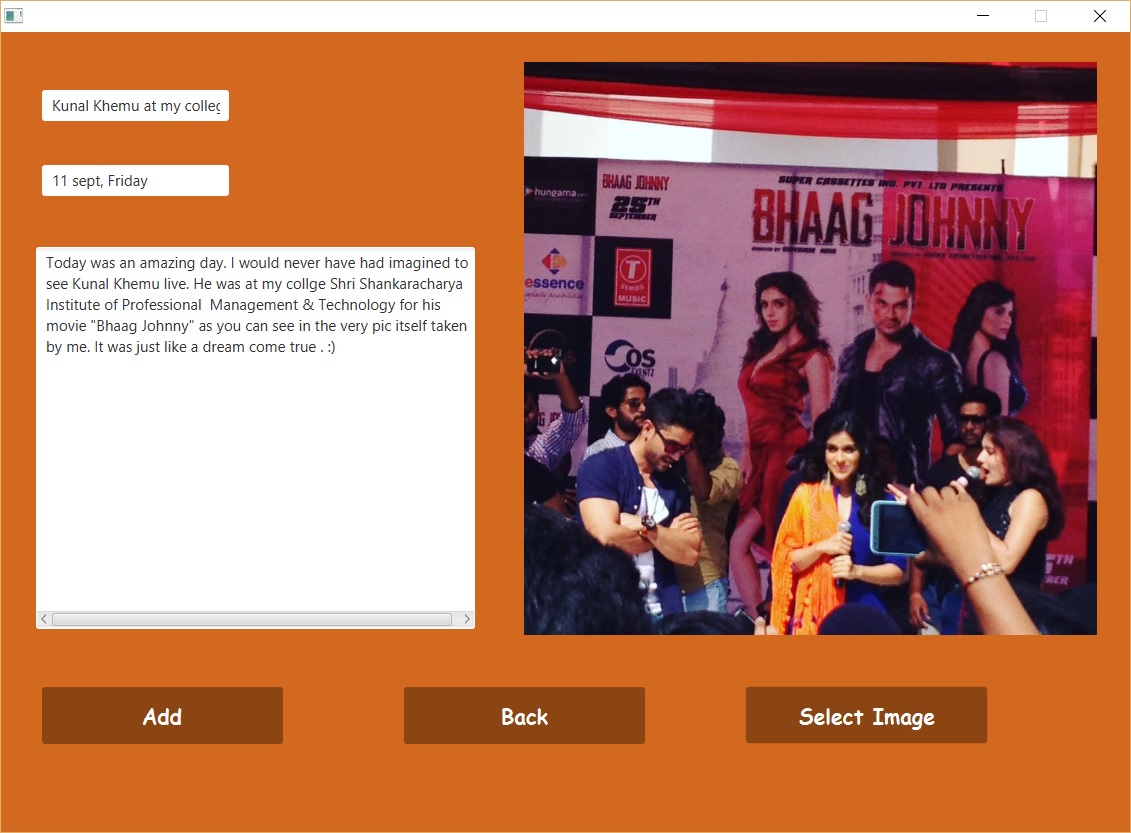 Kunal Khemu at my colleg
11 sept, Friday
Today was an amazing day. I would never have had imagined to
see Kunal Khemu live. He was at my collge Shri Shankaracharya
Institute of Professional  Management & Technology for his
movie "Bhaag Johnny" as you can see in the very pic itself taken
by me. It was just like a dream come true . :)
hungama.com
BHAAG JOHNNY
25TH
SEPTEMBER
SUPER CASSETTES IND. PVT LTD PRESENTS
BHAAG JOHNNY
essence
T
SERIES
MUSIC
COS
EVENTZ
Add
Back
Select Image